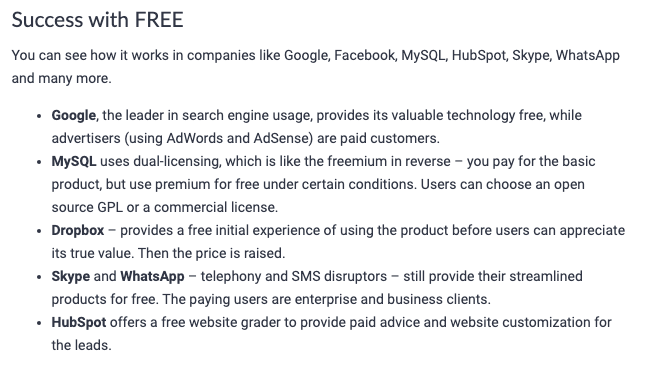 Success with FREE
You can see how it works in companies like Google, Facebook, MySQL, HubSpot, Skype, WhatsApp
and many more.
• Google, the leader in search engine usage, provides its valuable technology free, while
advertisers (using AdWords and AdSense) are paid customers.
• MySQL uses dual-licensing, which is like the freemium in reverse – you pay for the basic
product, but use premium for free under certain conditions. Users can choose an open
source GPL or a commercial license.
• Dropbox – provides a free initial experience of using the product before users can appreciate
its true value. Then the price is raised.
• Skype and WhatsApp – telephony and SMS disruptors – still provide their streamlined
products for free. The paying users are enterprise and business clients.
• HubSpot offers a free website grader to provide paid advice and website customization for
the leads.